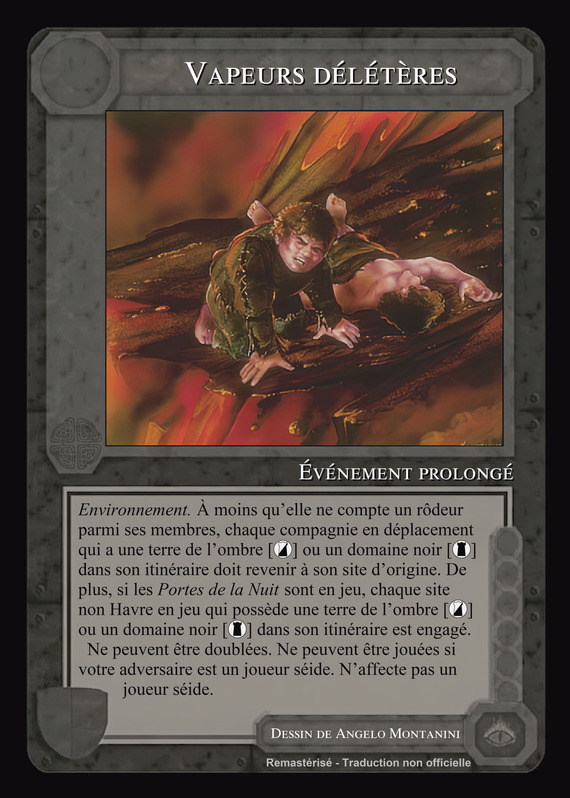 Vapeurs délétères
Événement prolongé
Environnement. À moins qu'elle ne compte un rôdeur
parmi ses membres, chaque compagnie en déplacement
qui a une terre de l'ombre [] ou un domaine noir []
dans son itinéraire doit revenir à son site d'origine. De
plus, si les Portes de la Nuit sont en jeu, chaque site
non Havre en jeu qui possède une terre de l'ombre []
ou un domaine noir [] dans son itinéraire est engagé.
Ne peuvent être doublées. Ne peuvent être jouées si
votre adversaire est un joueur séide. N'affecte pas un
joueur séide.
Dessin de Angelo Montanini
Remastérisé - Traduction non officielle